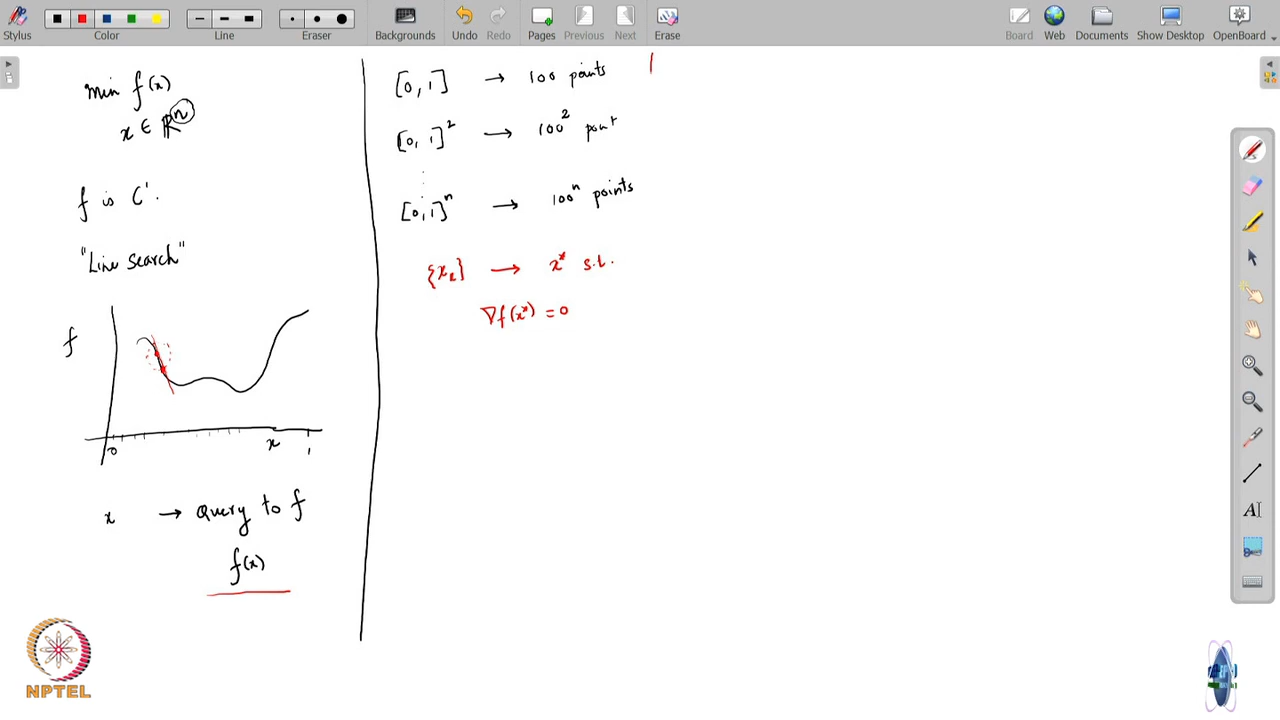 Stylus Color Line Eraser Backgrounds Undo Redo Pages Previous Next Erase Board Web Documents Show Desktop OpenBoard
min f(x)
x ∈ ℝⁿ
f is C'.
"Line search"
f
0 x 1
x → Query to f
f(x)
[0, 1] → 100 points
[0, 1]² → 100² point
⋮
[0, 1]ⁿ → 100ⁿ points
{x_k} → x* s.t.
∇f(x*) = 0
NPTEL